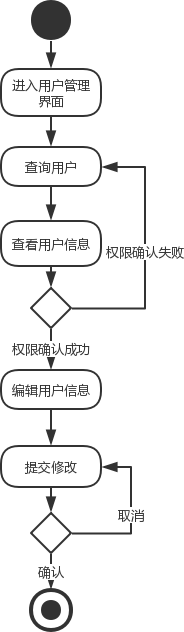 进入用户管理
界面
查询用户
查看用户信息
权限确认失败
权限确认成功
编辑用户信息
提交修改
取消
确认